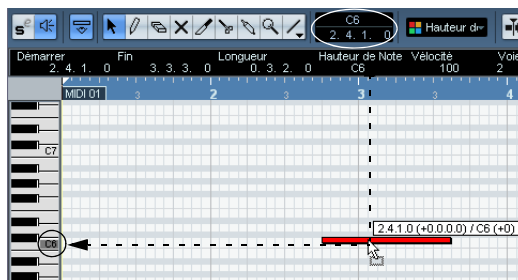 C6
2. 4. 1. 0
Hauteur d
Démarrer Fin Longueur Hauteur de Note Vélocité Voie
2. 4. 1. 0 3. 3. 3. 0 0. 3. 2. 0 C6 100 2
MIDI 01 3 2 3 3 3 4
C7
2.4.1.0 (+0.0.0.0) / C6 (+0)
C6